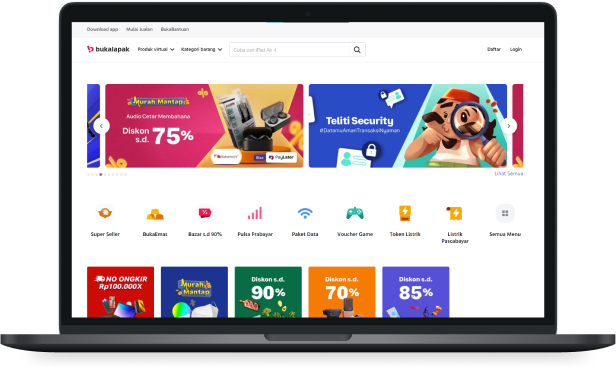 Download app Mulai Jualan BukaBantuan
bukalapak Produk virtual Kategori barang Coba cari iPad Air 4 Daftar Login
Murah Mantap
Audio Cetar Membahana
Diskon s.d. 75%
PayLater
Teliti Security
#DatamuAmanTransaksiNyaman
Lihat Semua
Super Seller BukaEmas Bazar s.d 90% Pulsa Prabayar Paket Data Voucher Game Token Listrik Listrik Pascabayar Semua Menu
NO ONGKIR
Rp100.000X
Murah Mantap
Diskon s.d.
90%
Diskon s.d.
70%
Diskon s.d.
85%